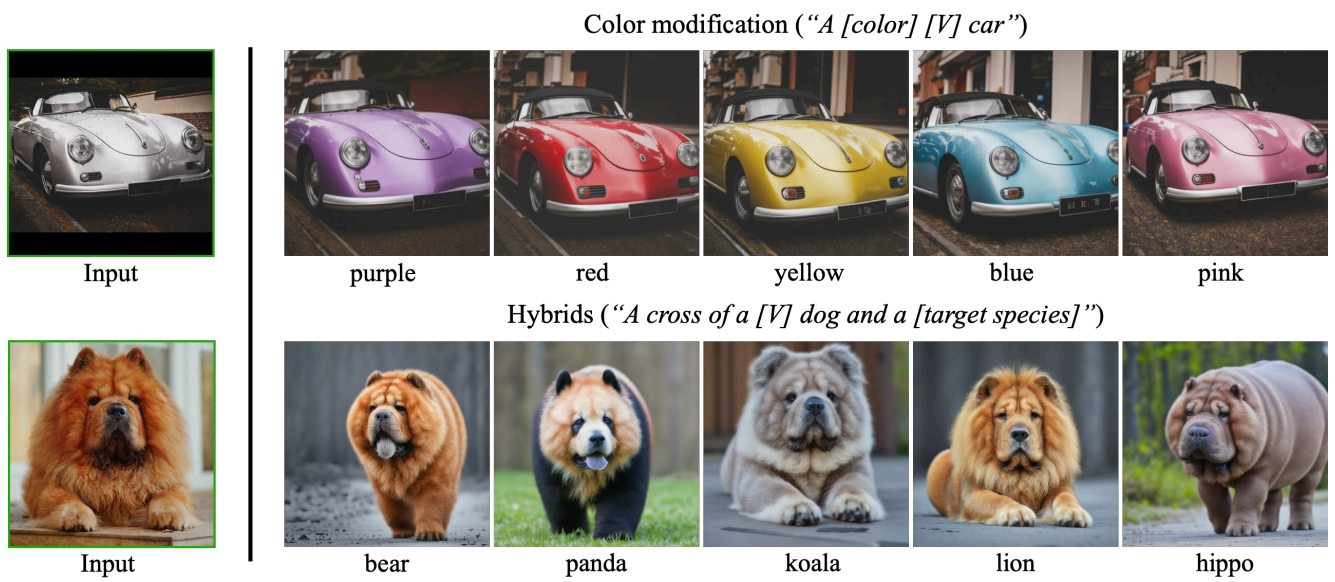 Color modification (“A [color] [V] car”)
Input
purple
red
yellow
blue
pink
Hybrids (“A cross of a [V] dog and a [target species]”)
Input
bear
panda
koala
lion
hippo